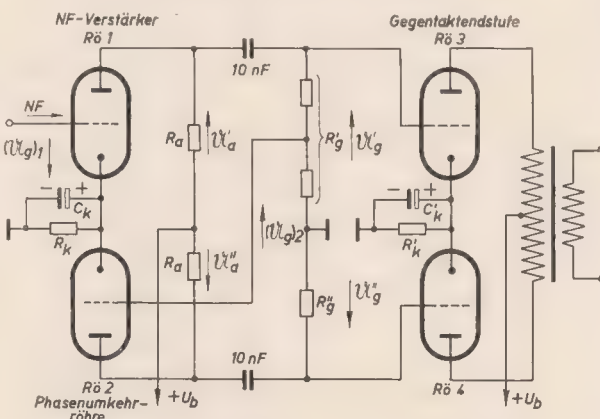 NF-Verstärker
Rö 1
Gegentaktendstufe
Rö 3
10 nF
NF
(𝔘g)1
Ra
𝔘'a
R'g
𝔘'g
− +
Ck
Rk
(𝔘g)2
− +
C'k
R'k
Ra
𝔘"a
R"g
𝔘"g
10 nF
Rö 2
Phasenumkehr-
röhre
+Ub
Rö 4
+Ub